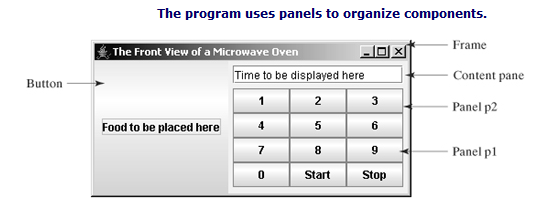 The program uses panels to organize components.
The Front View of a Microwave Oven
Frame
Time to be displayed here
Content pane
Button
1 2 3
Panel p2
Food to be placed here
4 5 6
7 8 9
Panel p1
0 Start Stop